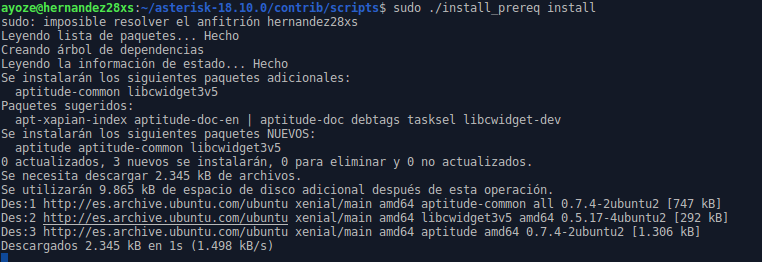 ayoze@hernandez28xs:~/asterisk-18.10.0/contrib/scripts$ sudo ./install_prereq install
sudo: imposible resolver el anfitrión hernandez28xs
Leyendo lista de paquetes... Hecho
Creando árbol de dependencias
Leyendo la información de estado... Hecho
Se instalarán los siguientes paquetes adicionales:
  aptitude-common libcwidget3v5
Paquetes sugeridos:
  apt-xapian-index aptitude-doc-en | aptitude-doc debtags tasksel libcwidget-dev
Se instalarán los siguientes paquetes NUEVOS:
  aptitude aptitude-common libcwidget3v5
0 actualizados, 3 nuevos se instalarán, 0 para eliminar y 0 no actualizados.
Se necesita descargar 2.345 kB de archivos.
Se utilizarán 9.865 kB de espacio de disco adicional después de esta operación.
Des:1 http://es.archive.ubuntu.com/ubuntu xenial/main amd64 aptitude-common all 0.7.4-2ubuntu2 [747 kB]
Des:2 http://es.archive.ubuntu.com/ubuntu xenial/main amd64 libcwidget3v5 amd64 0.5.17-4ubuntu2 [292 kB]
Des:3 http://es.archive.ubuntu.com/ubuntu xenial/main amd64 aptitude amd64 0.7.4-2ubuntu2 [1.306 kB]
Descargados 2.345 kB en 1s (1.498 kB/s)